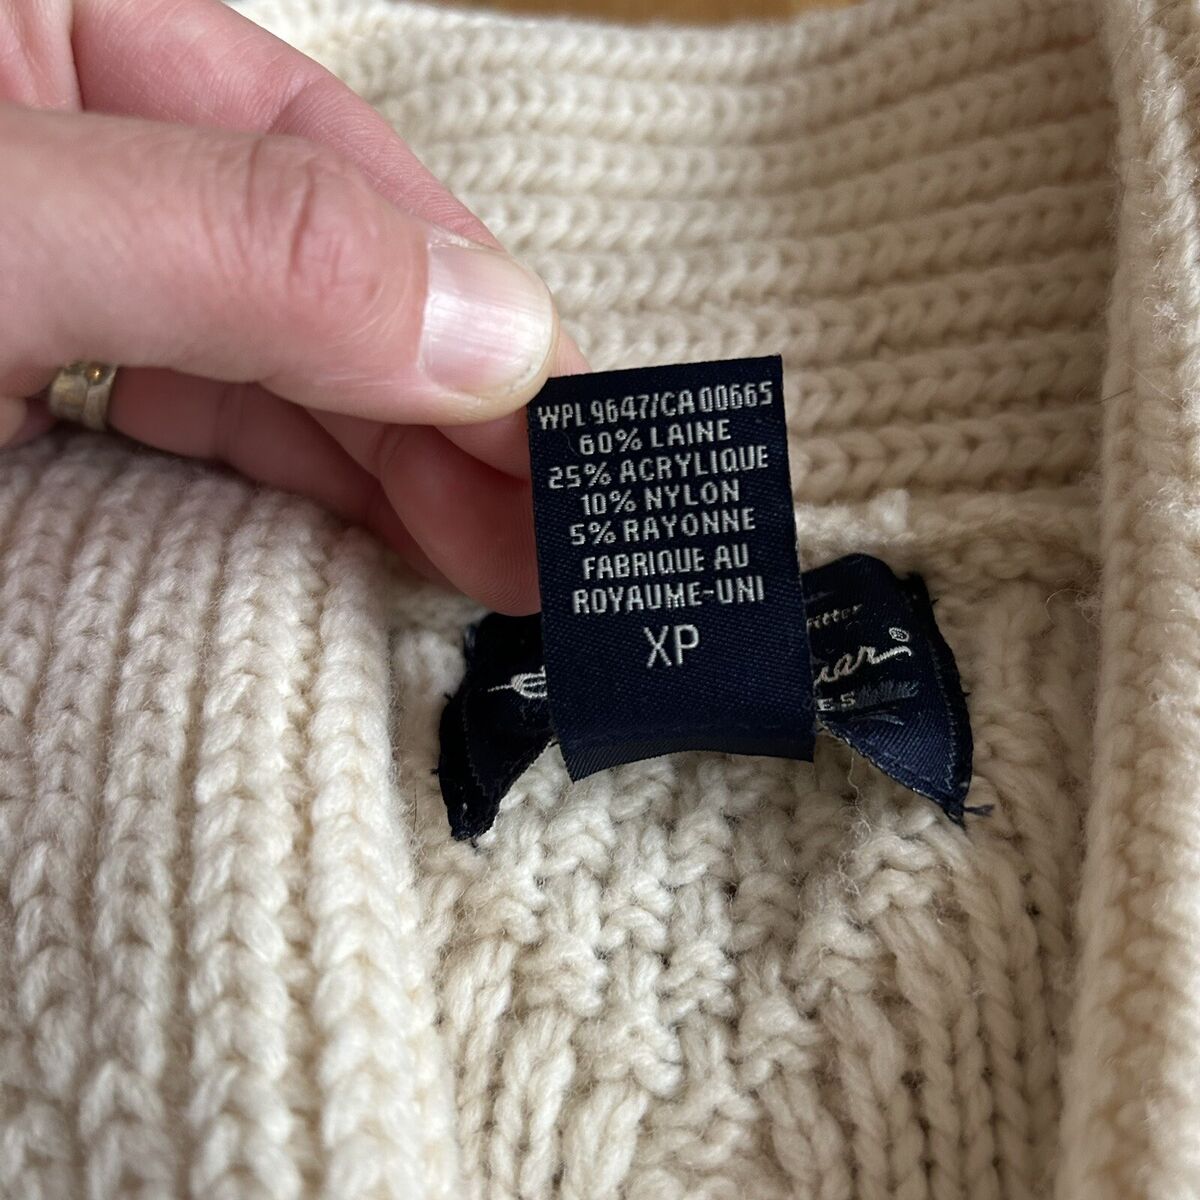 WPL 9647/CA 00665
60% LAINE
25% ACRYLIQUE
10% NYLON
5% RAYONNE
FABRIQUE AU
ROYAUME-UNI
XP